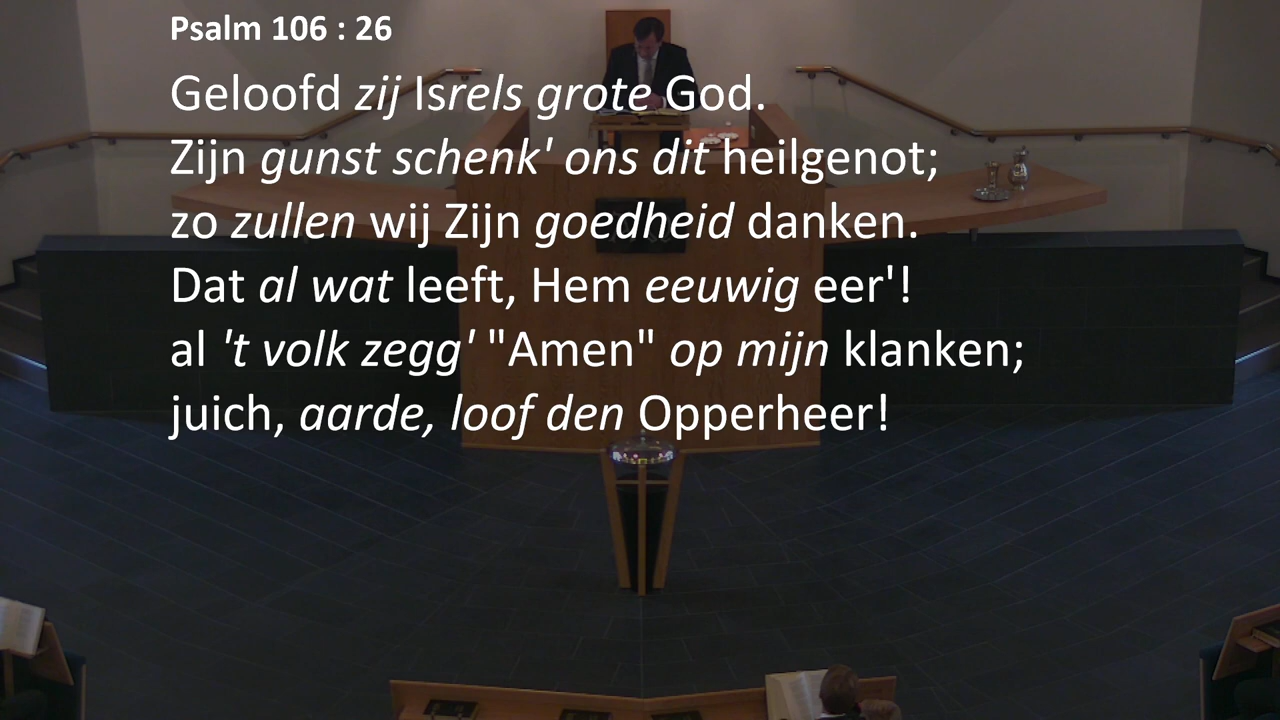 Psalm 106 : 26
Geloofd zij Isrels grote God.
Zijn gunst schenk' ons dit heilgenot;
zo zullen wij Zijn goedheid danken.
Dat al wat leeft, Hem eeuwig eer'!
al 't volk zegg' "Amen" op mijn klanken;
juich, aarde, loof den Opperheer!